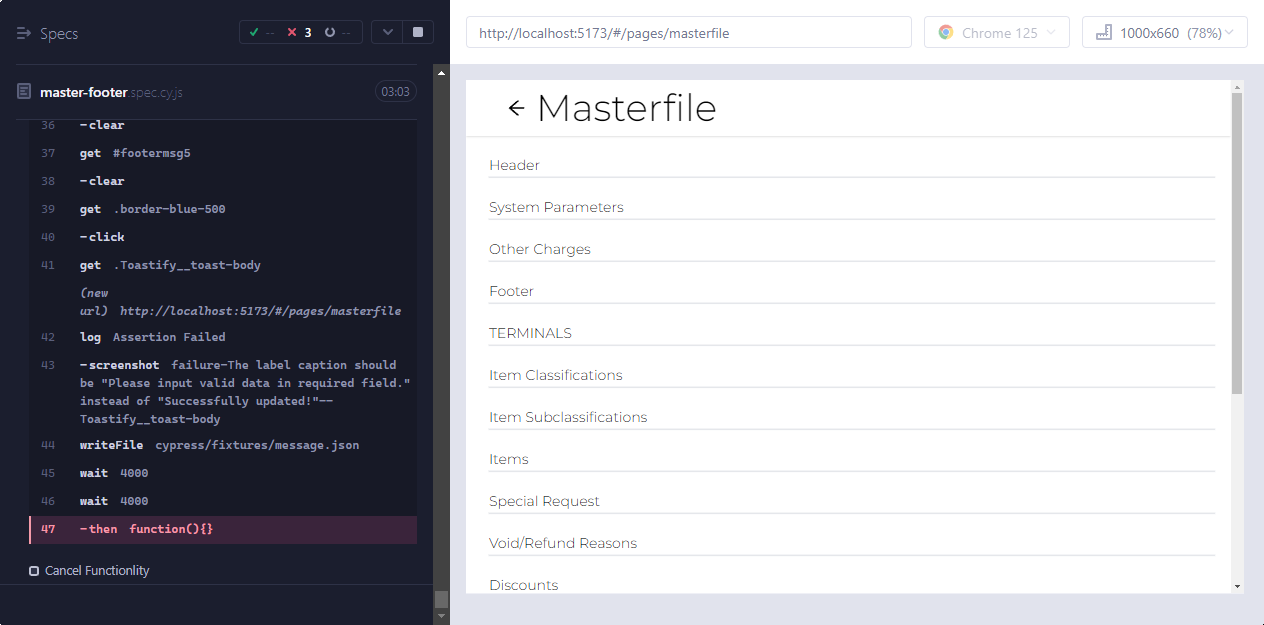 Specs
-- 3 --
master-footer.spec.cy.js 03:03
36 -clear
37 get #footermsg5
38 -clear
39 get .border-blue-500
40 -click
41 get .Toastify__toast-body
(new
url) http://localhost:5173/#/pages/masterfile
42 log Assertion Failed
43 -screenshot failure-The label caption should
be "Please input valid data in required field."
instead of "Successfully updated!"--
Toastify__toast-body
44 writeFile cypress/fixtures/message.json
45 wait 4000
46 wait 4000
47 -then function(){}
Cancel Functionlity
http://localhost:5173/#/pages/masterfile
Chrome 125
1000x660 (78%)
Masterfile
Header
System Parameters
Other Charges
Footer
TERMINALS
Item Classifications
Item Subclassifications
Items
Special Request
Void/Refund Reasons
Discounts